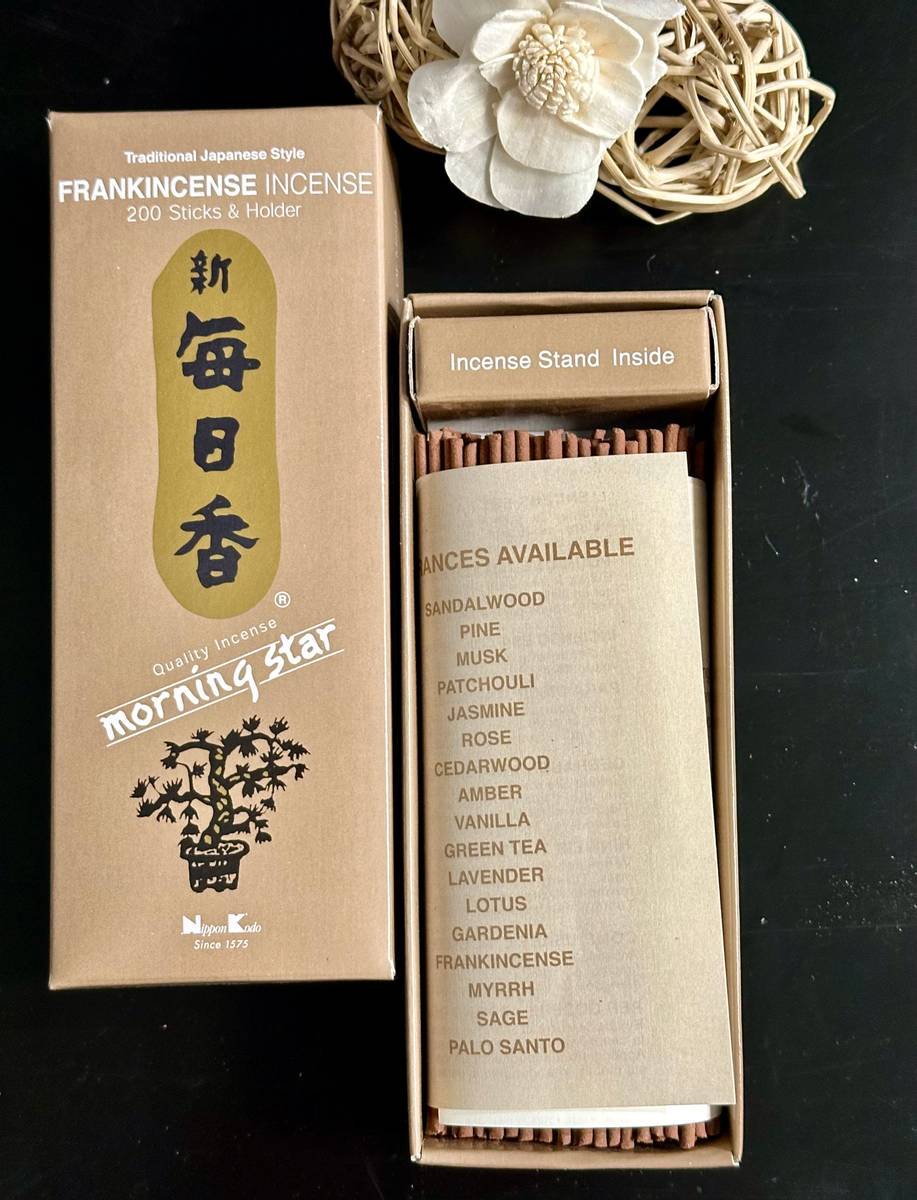 Traditional Japanese Style
FRANKINCENSE INCENSE
200 Sticks & Holder
新
毎
日
香
®
Quality Incense
morning star
Nippon Kodo
Since 1575
Incense Stand Inside
ANCES AVAILABLE
SANDALWOOD
PINE
MUSK
PATCHOULI
JASMINE
ROSE
CEDARWOOD
AMBER
VANILLA
GREEN TEA
LAVENDER
LOTUS
GARDENIA
FRANKINCENSE
MYRRH
SAGE
PALO SANTO